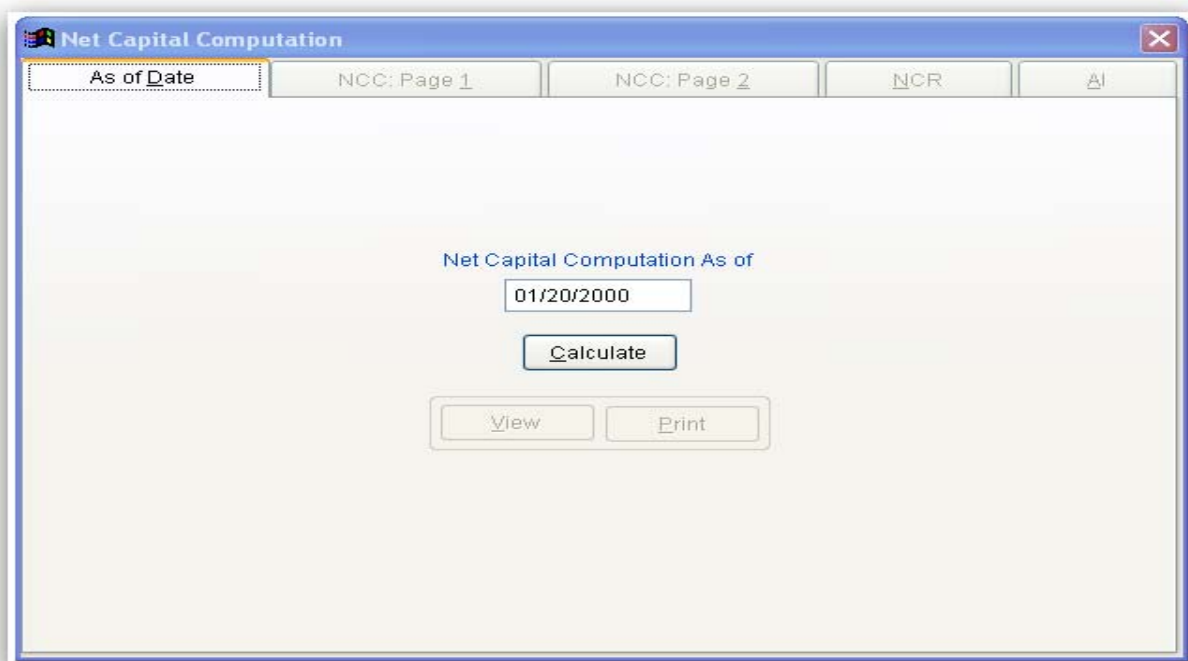 Net Capital Computation
As of Date NCC: Page 1 NCC: Page 2 NCR AI
Net Capital Computation As of
01/20/2000
Calculate
View Print